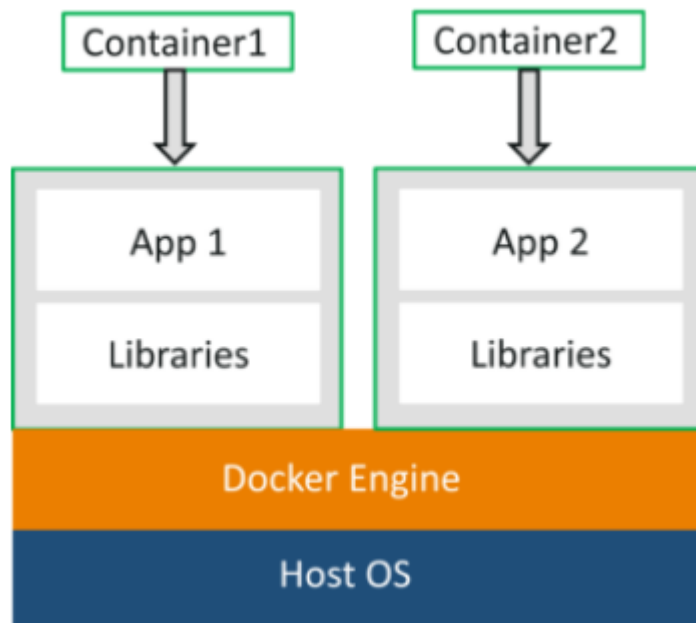 Container1
Container2
App 1
App 2
Libraries
Libraries
Docker Engine
Host OS